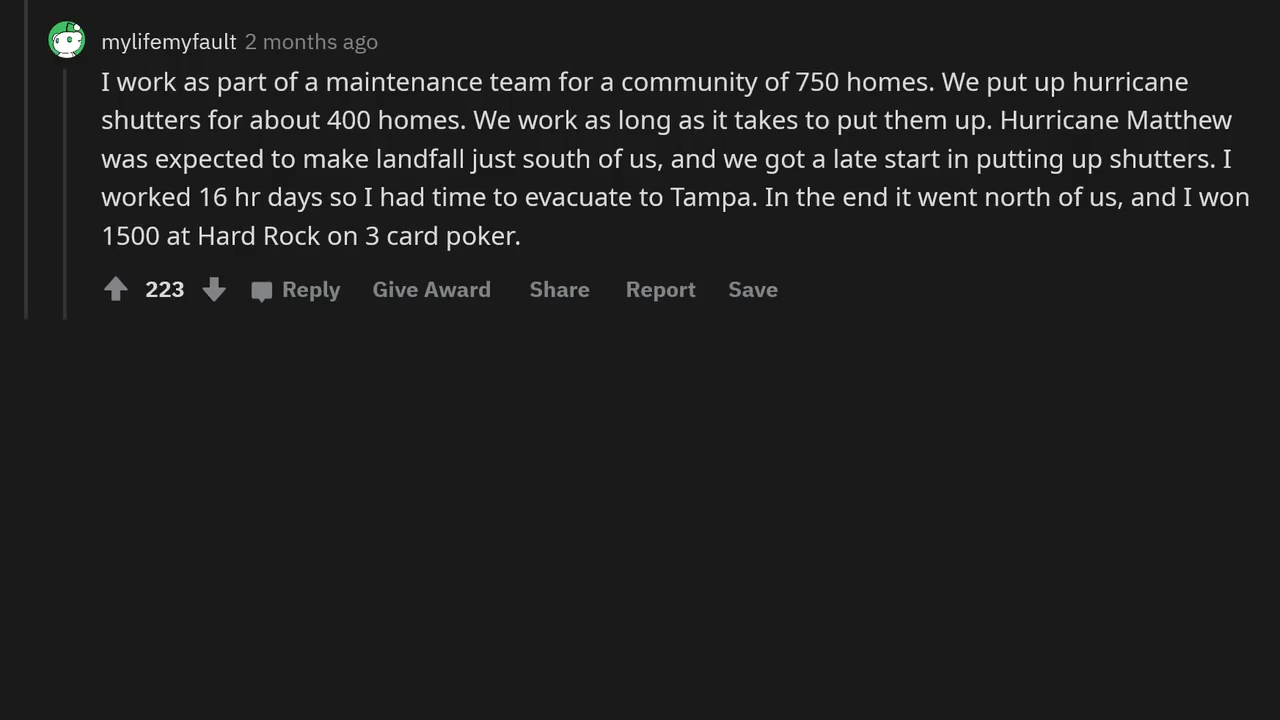 mylifemyfault 2 months ago
I work as part of a maintenance team for a community of 750 homes. We put up hurricane
shutters for about 400 homes. We work as long as it takes to put them up. Hurricane Matthew
was expected to make landfall just south of us, and we got a late start in putting up shutters. I
worked 16 hr days so I had time to evacuate to Tampa. In the end it went north of us, and I won
1500 at Hard Rock on 3 card poker.
223 Reply Give Award Share Report Save